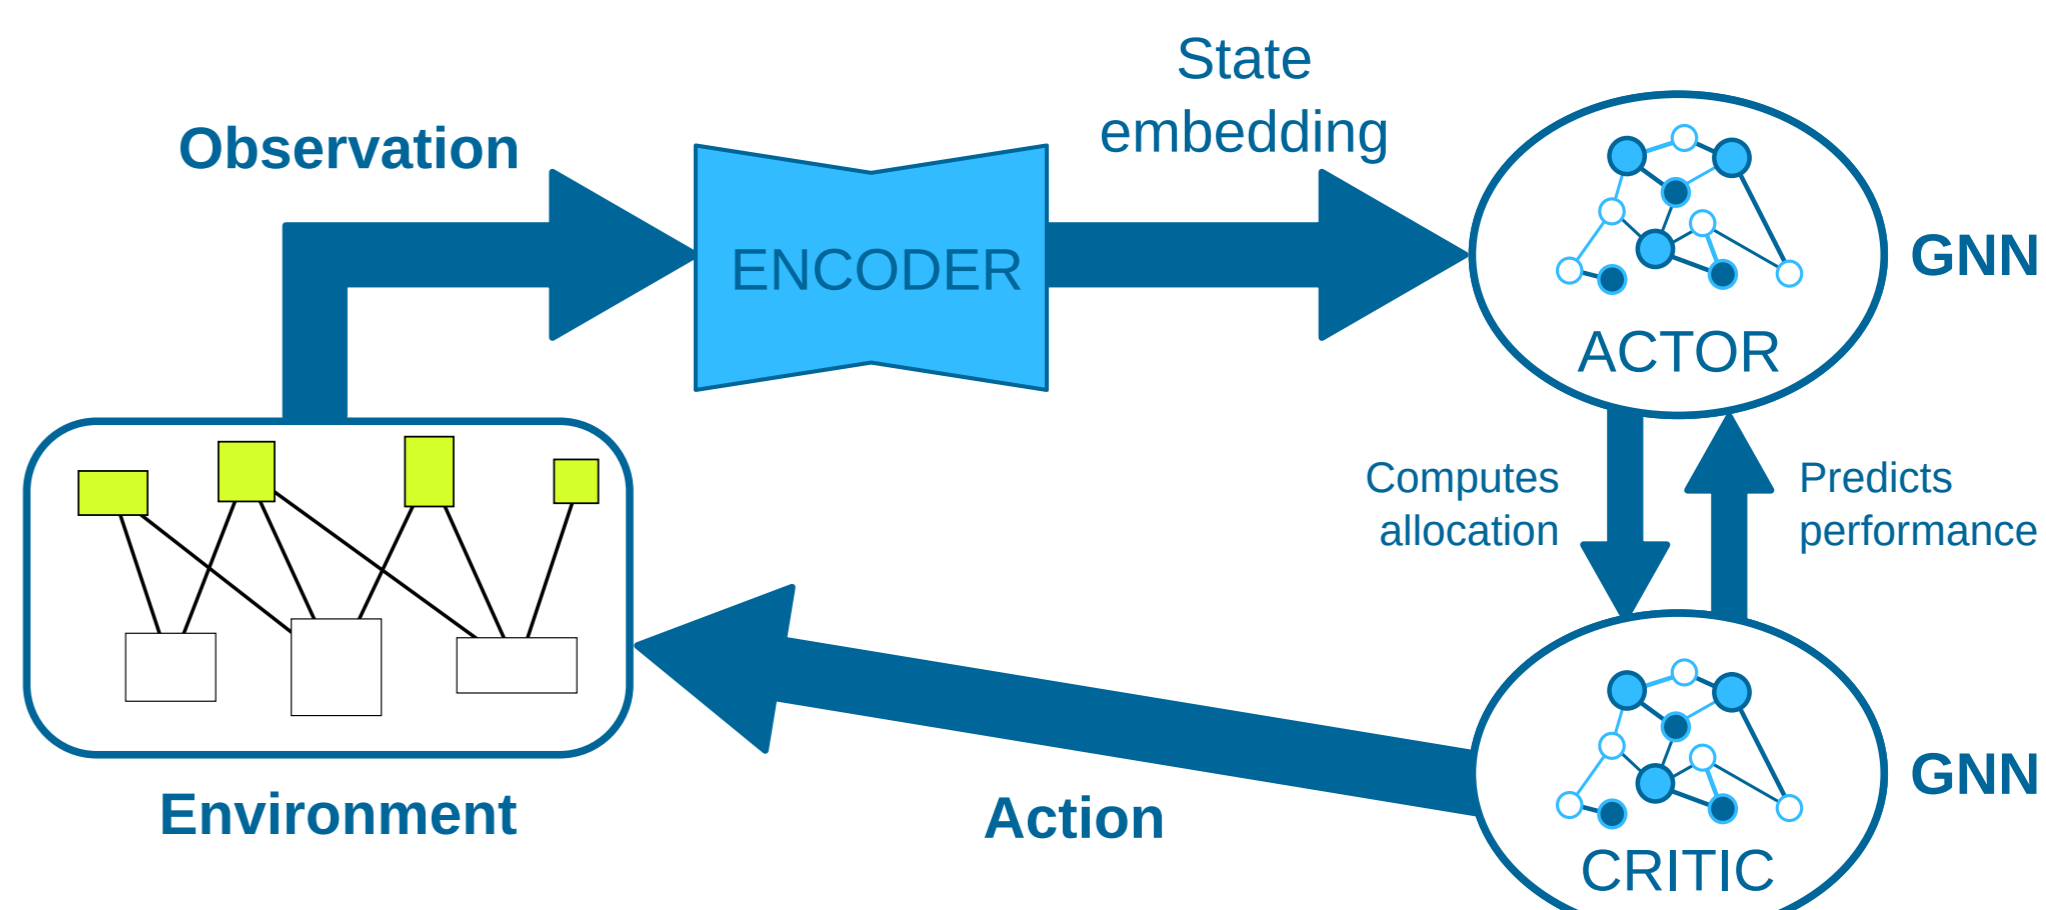 State
embedding
Observation
ENCODER
GNN
ACTOR
Computes
allocation
Predicts
performance
Environment
Action
GNN
CRITIC